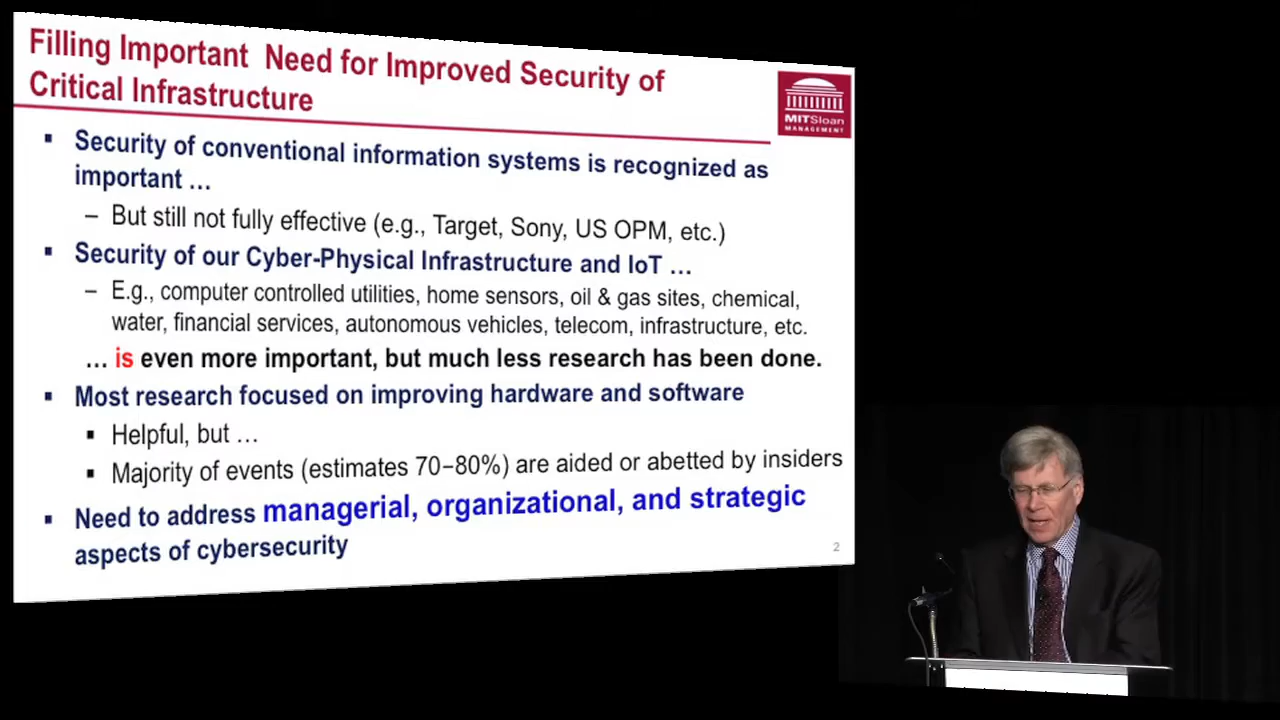 Filling Important Need for Improved Security of
Critical Infrastructure
MITSloan
MANAGEMENT
▪ Security of conventional information systems is recognized as
important …
– But still not fully effective (e.g., Target, Sony, US OPM, etc.)
▪ Security of our Cyber-Physical Infrastructure and IoT …
– E.g., computer controlled utilities, home sensors, oil & gas sites, chemical,
water, financial services, autonomous vehicles, telecom, infrastructure, etc.
… is even more important, but much less research has been done.
▪ Most research focused on improving hardware and software
▪ Helpful, but …
▪ Majority of events (estimates 70–80%) are aided or abetted by insiders
▪ Need to address managerial, organizational, and strategic
aspects of cybersecurity
2